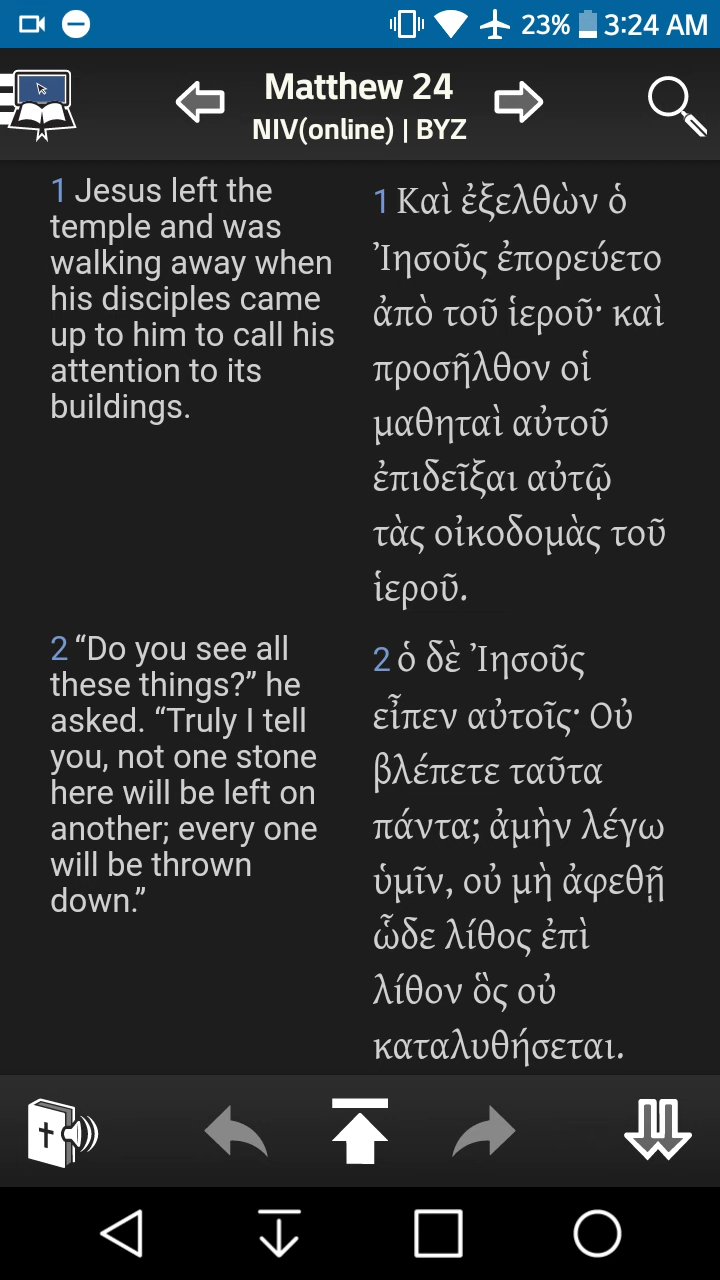 23% 3:24 AM
Matthew 24
NIV(online) | BYZ
1 Jesus left the
temple and was
walking away when
his disciples came
up to him to call his
attention to its
buildings.
1 Καὶ ἐξελθὼν ὁ
Ἰησοῦς ἐπορεύετο
ἀπὸ τοῦ ἱεροῦ· καὶ
προσῆλθον οἱ
μαθηταὶ αὐτοῦ
ἐπιδεῖξαι αὐτῷ
τὰς οἰκοδομὰς τοῦ
ἱεροῦ.
2 “Do you see all
these things?” he
asked. “Truly I tell
you, not one stone
here will be left on
another; every one
will be thrown
down.”
2 ὁ δὲ Ἰησοῦς
εἶπεν αὐτοῖς· Οὐ
βλέπετε ταῦτα
πάντα; ἀμὴν λέγω
ὑμῖν, οὐ μὴ ἀφεθῇ
ὧδε λίθος ἐπὶ
λίθον ὃς οὐ
καταλυθήσεται.